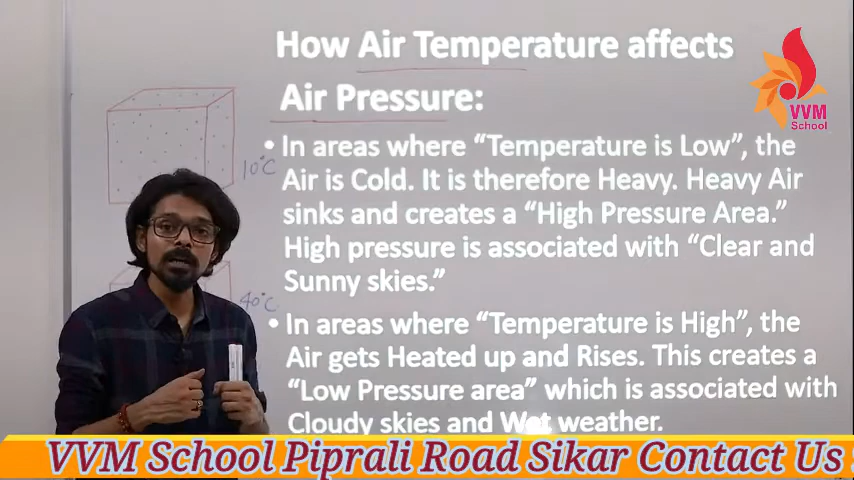 How Air Temperature affects
Air Pressure:
VVM
School
• In areas where “Temperature is Low”, the
Air is Cold. It is therefore Heavy. Heavy Air
sinks and creates a “High Pressure Area.”
High pressure is associated with “Clear and
Sunny skies.”
10°C
40°C
• In areas where “Temperature is High”, the
Air gets Heated up and Rises. This creates a
“Low Pressure area” which is associated with
Cloudy skies and Wet weather.
VVM School Piprali Road Sikar Contact Us